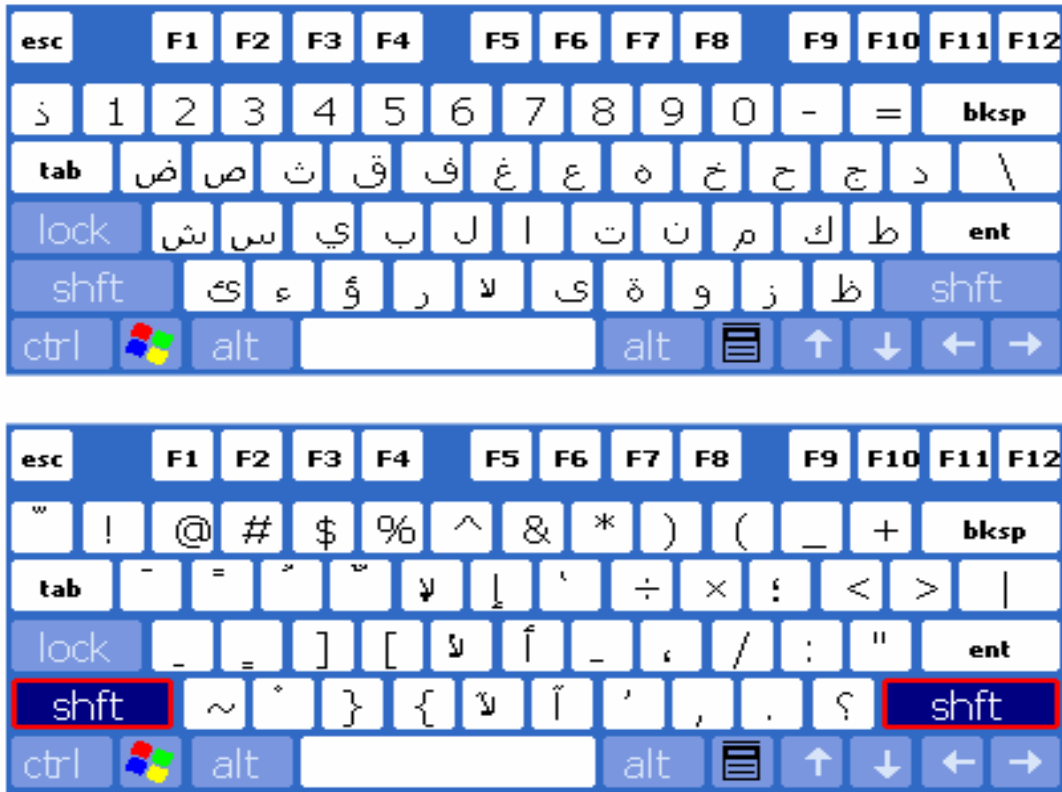 esc F1 F2 F3 F4 F5 F6 F7 F8 F9 F10 F11 F12
ذ 1 2 3 4 5 6 7 8 9 0 - = bksp
tab ض ص ث ق ف غ ع ه خ ح ج د \
lock ش س ي ب ل ا ت ن م ك ط ent
shft ئ ء ؤ ر لا ى ة و ز ظ shft
ctrl alt alt ↑ ↓ ← →
esc F1 F2 F3 F4 F5 F6 F7 F8 F9 F10 F11 F12
ّ ! @ # $ % ^ & * ) ( _ + bksp
tab َ ً ُ ٌ لإ إ ‘ ÷ × ؛ < > |
lock ِ ٍ ] [ لأ أ ـ ، / : " ent
shft ~ ْ } { لآ آ ’ , . ؟ shft
ctrl alt alt ↑ ↓ ← →